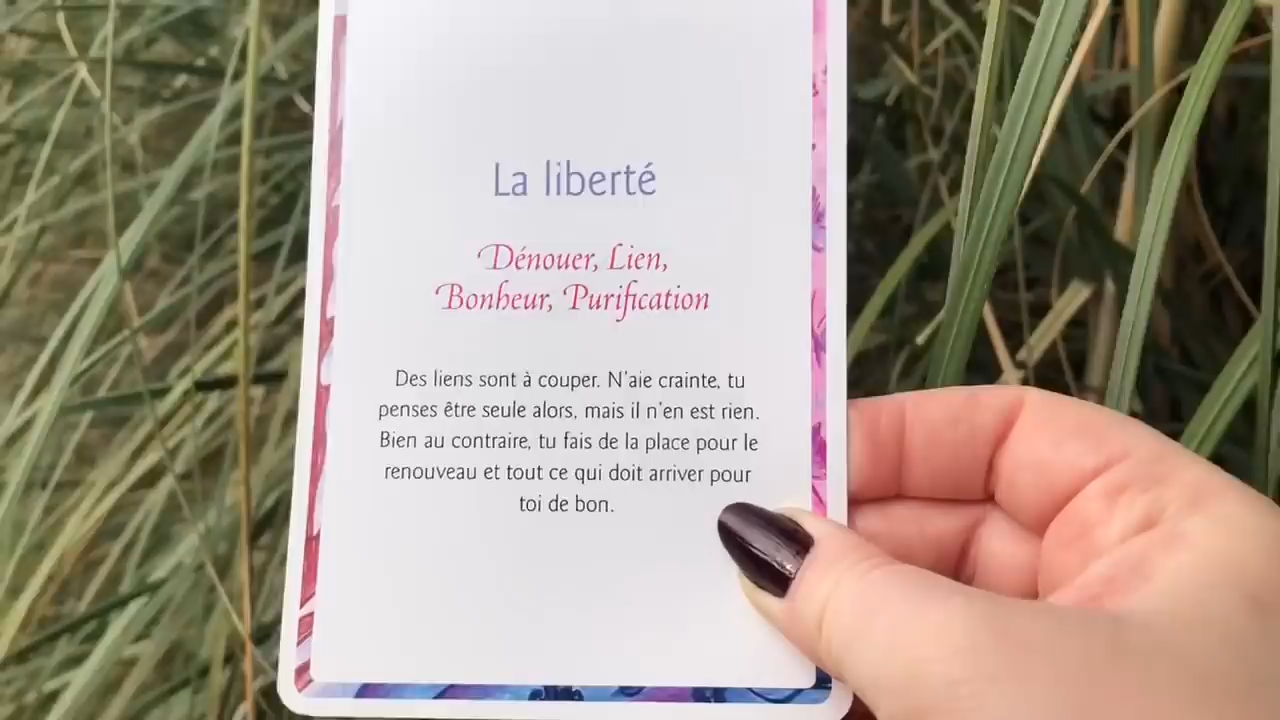 La liberté
Dénouer, Lien,
Bonheur, Purification
Des liens sont à couper. N'aie crainte, tu
penses être seule alors, mais il n'en est rien.
Bien au contraire, tu fais de la place pour le
renouveau et tout ce qui doit arriver pour
toi de bon.